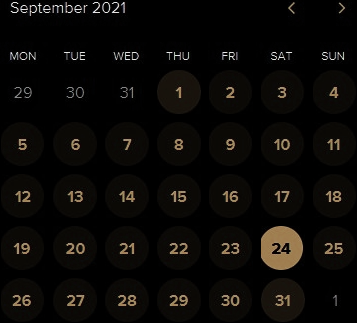 September 2021
MON TUE WED THU FRI SAT SUN
29 30 31 1 2 3 4
5 6 7 8 9 10 11
12 13 14 15 16 17 18
19 20 21 22 23 24 25
26 27 28 29 30 31 1